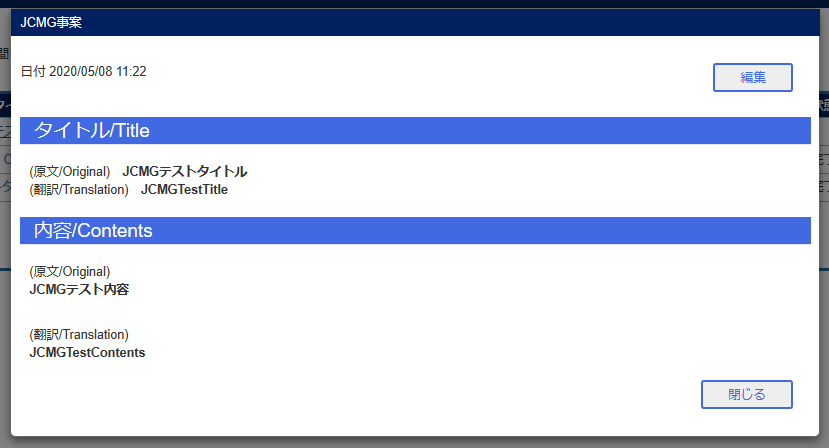 JCMG事案
日付 2020/05/08 11:22
編集
タイトル/Title
(原文/Original) JCMGテストタイトル
(翻訳/Translation) JCMGTestTitle
内容/Contents
(原文/Original)
JCMGテスト内容
(翻訳/Translation)
JCMGTestContents
閉じる